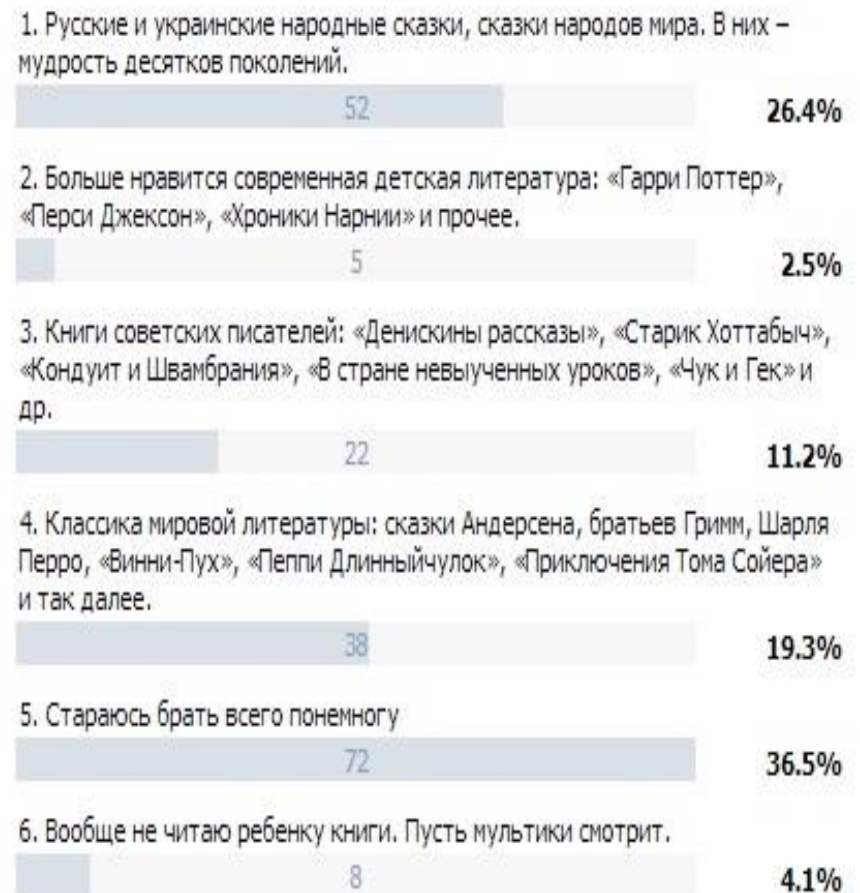 1. Русские и украинские народные сказки, сказки народов мира. В них –
мудрость десятков поколений.
52
26.4%
2. Больше нравится современная детская литература: «Гарри Поттер»,
«Перси Джексон», «Хроники Нарнии» и прочее.
5
2.5%
3. Книги советских писателей: «Денискины рассказы», «Старик Хоттабыч»,
«Кондуит и Швамбрания», «В стране невыученных уроков», «Чук и Гек» и
др.
22
11.2%
4. Классика мировой литературы: сказки Андерсена, братьев Гримм, Шарля
Перро, «Винни-Пух», «Пеппи Длинныйчулок», «Приключения Тома Сойера»
и так далее.
38
19.3%
5. Стараюсь брать всего понемногу
72
36.5%
6. Вообще не читаю ребенку книги. Пусть мультики смотрит.
8
4.1%